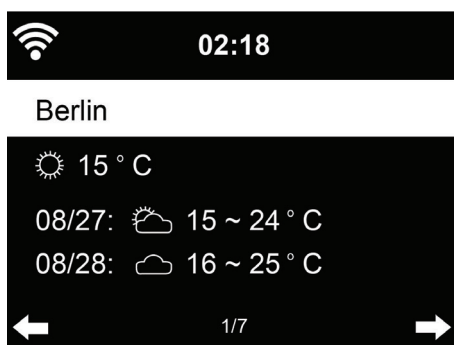 02:18
Berlin
15 ° C
08/27: 15 ~ 24 ° C
08/28: 16 ~ 25 ° C
1/7